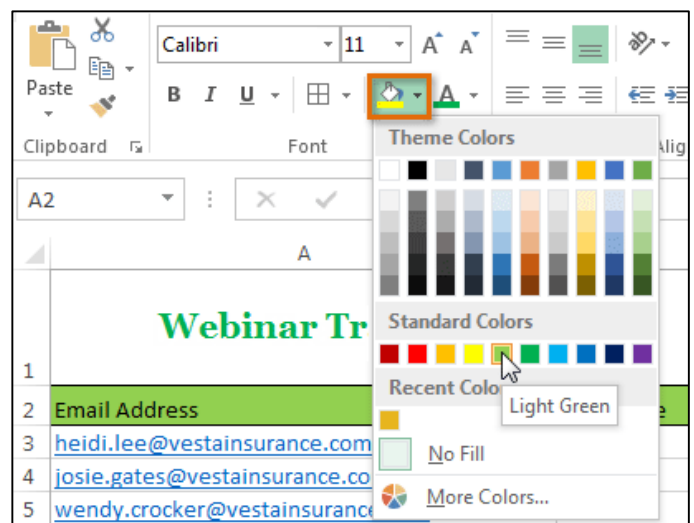 Calibri 11 A A
Paste
B I U A
Clipboard Font Alig
Theme Colors
A2
A
Webinar Tr
Standard Colors
1
Recent Colo
Light Green
2 Email Address e
3 heidi.lee@vestainsurance.com
No Fill
4 josie.gates@vestainsurance.co
More Colors...
5 wendy.crocker@vestainsurance